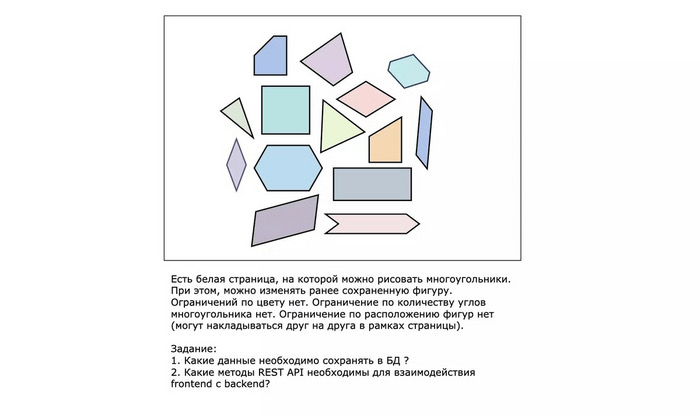 Есть белая страница, на которой можно рисовать многоугольники.
При этом, можно изменять ранее сохраненную фигуру.
Ограничений по цвету нет. Ограничение по количеству углов
многоугольника нет. Ограничение по расположению фигур нет
(могут накладываться друг на друга в рамках страницы).
Задание:
1. Какие данные необходимо сохранять в БД ?
2. Какие методы REST API необходимы для взаимодействия
frontend с backend?